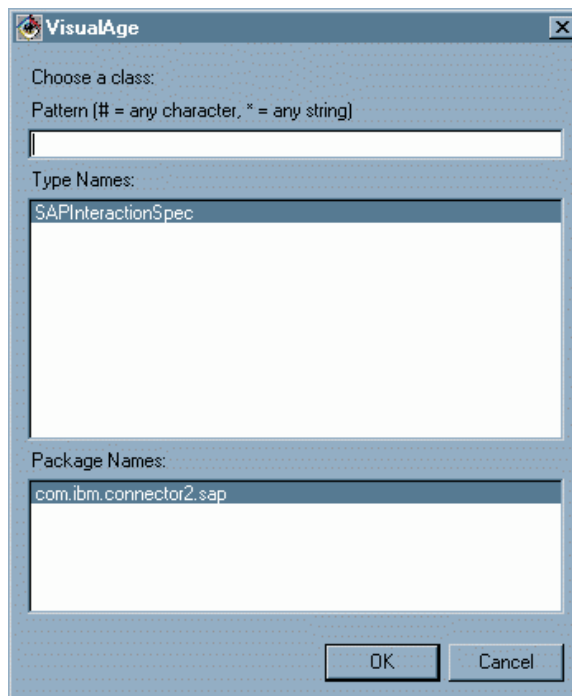 VisualAge
Choose a class:
Pattern (# = any character, * = any string)
Type Names:
SAPInteractionSpec
Package Names:
com.ibm.connector2.sap
OK Cancel